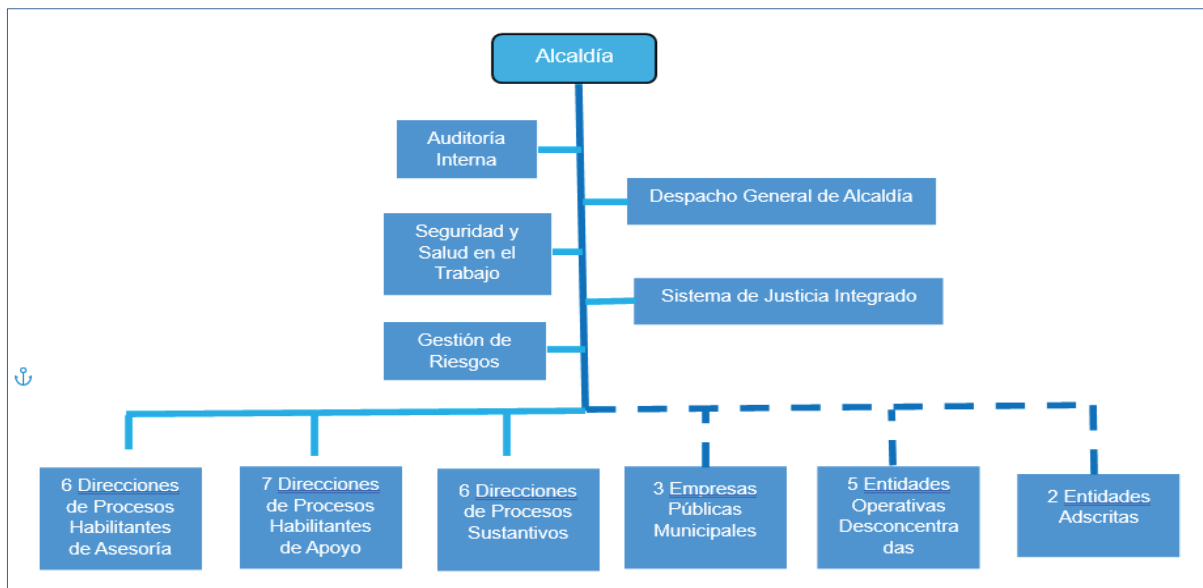 Alcaldía
Auditoría
Interna
Despacho General de Alcaldía
Seguridad y
Salud en el
Trabajo
Sistema de Justicia Integrado
Gestión de
Riesgos
6 Direcciones
de Procesos
Habilitantes
de Asesoría
7 Direcciones
de Procesos
Habilitantes
de Apoyo
6 Direcciones
de Procesos
Sustantivos
3 Empresas
Públicas
Municipales
5 Entidades
Operativas
Desconcentra
das
2 Entidades
Adscritas